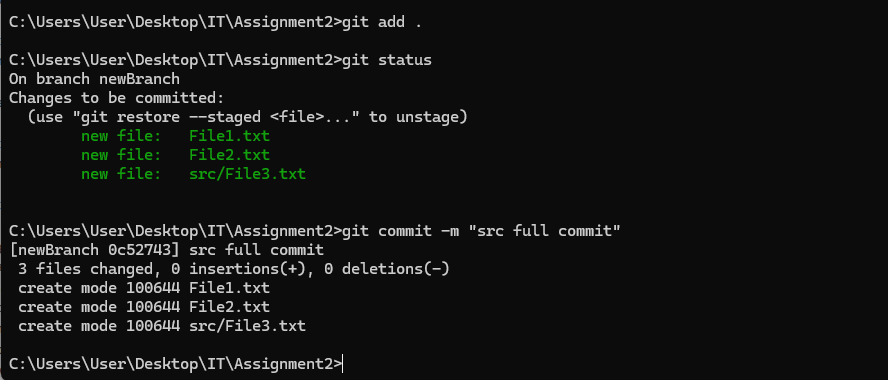 C:\Users\User\Desktop\IT\Assignment2>git add .
C:\Users\User\Desktop\IT\Assignment2>git status
On branch newBranch
Changes to be committed:
  (use "git restore --staged <file>..." to unstage)
        new file:   File1.txt
        new file:   File2.txt
        new file:   src/File3.txt
C:\Users\User\Desktop\IT\Assignment2>git commit -m "src full commit"
[newBranch 0c52743] src full commit
 3 files changed, 0 insertions(+), 0 deletions(-)
 create mode 100644 File1.txt
 create mode 100644 File2.txt
 create mode 100644 src/File3.txt
C:\Users\User\Desktop\IT\Assignment2>